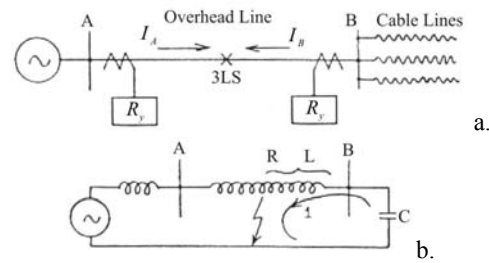 Overhead Line
Cable Lines
A
B
I_A
I_B
3LS
R_y
R_y
a.
A
R L
B
1
C
b.